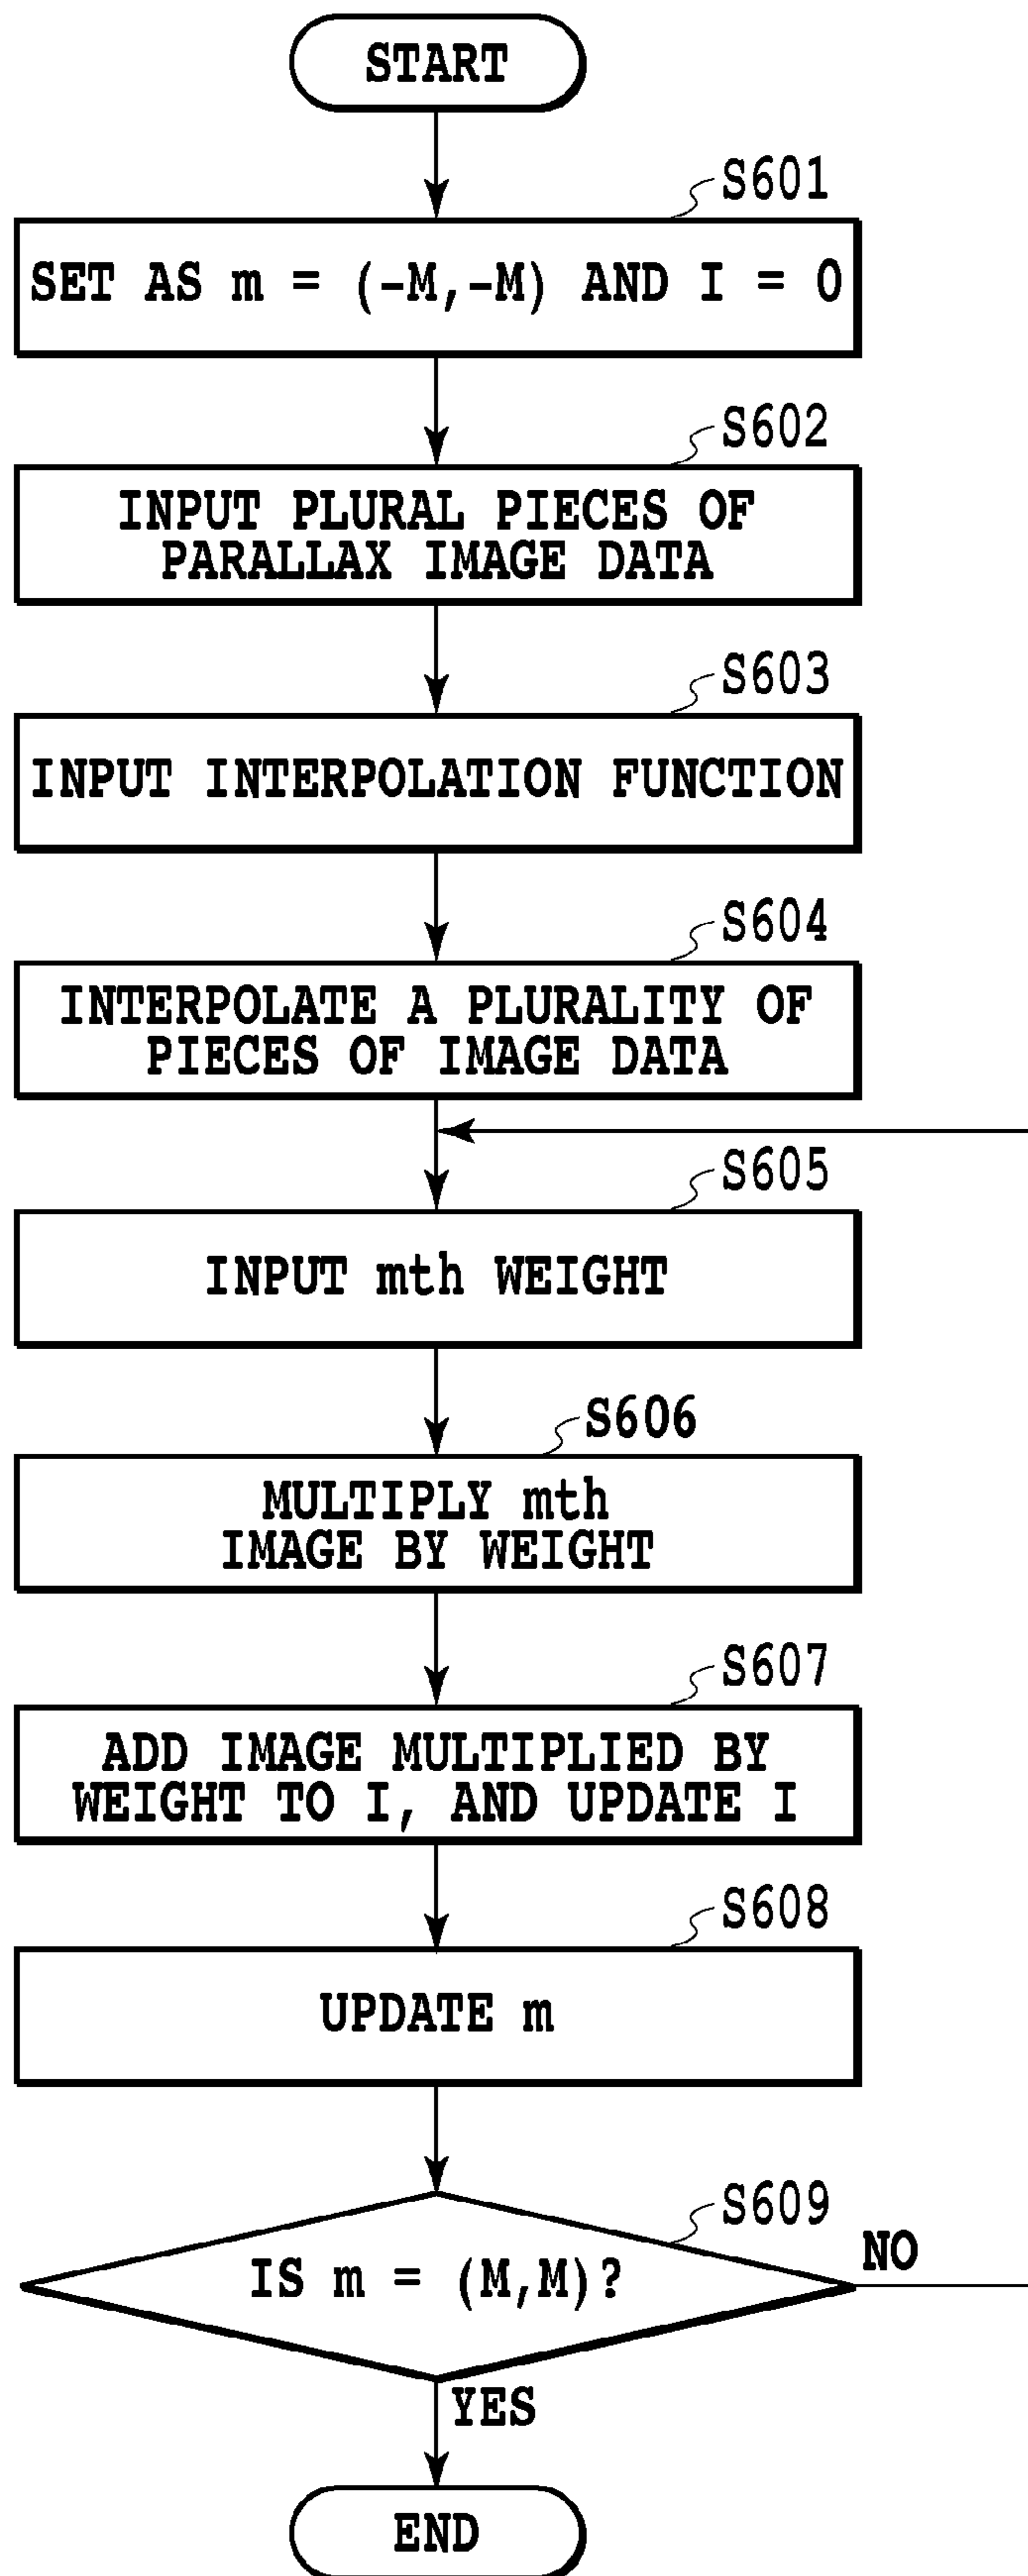 START
S601
SET AS m = (-M,-M) AND I = 0
S602
INPUT PLURAL PIECES OF
PARALLAX IMAGE DATA
S603
INPUT INTERPOLATION FUNCTION
S604
INTERPOLATE A PLURALITY OF
PIECES OF IMAGE DATA
S605
INPUT mth WEIGHT
S606
MULTIPLY mth
IMAGE BY WEIGHT
S607
ADD IMAGE MULTIPLIED BY
WEIGHT TO I, AND UPDATE I
S608
UPDATE m
S609
IS m = (M,M)?
NO
YES
END